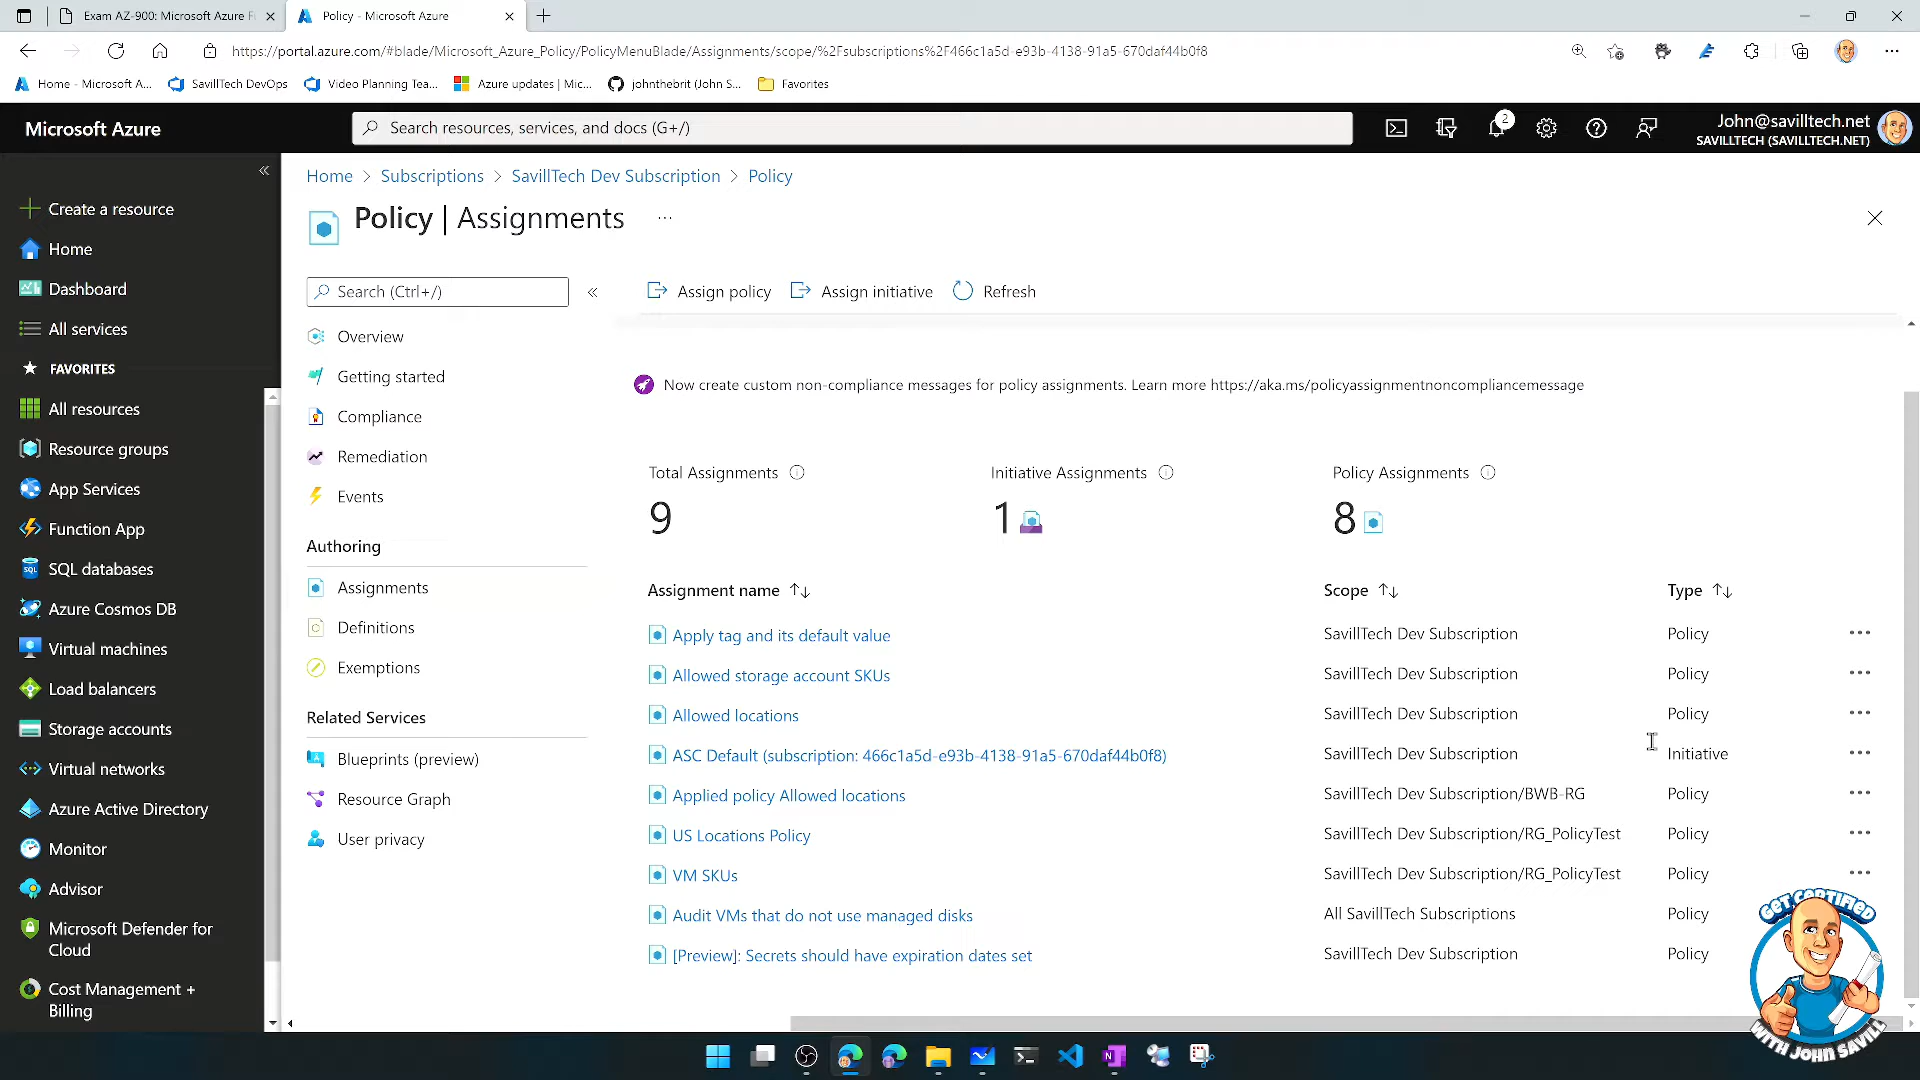 Exam AZ-900: Microsoft Azure F
Policy - Microsoft Azure
https://portal.azure.com/#blade/Microsoft_Azure_Policy/PolicyMenuBlade/Assignments/scope/%2Fsubscriptions%2F466c1a5d-e93b-4138-91a5-670daf44b0f8
Home - Microsoft A...
SavillTech DevOps
Video Planning Tea...
Azure updates | Mic...
johnthebrit (John S...
Favorites
Microsoft Azure
Search resources, services, and docs (G+/)
2
John@savilltech.net
SAVILLTECH (SAVILLTECH.NET)
Create a resource
Home
Dashboard
All services
FAVORITES
All resources
Resource groups
App Services
Function App
SQL databases
Azure Cosmos DB
Virtual machines
Load balancers
Storage accounts
Virtual networks
Azure Active Directory
Monitor
Advisor
Microsoft Defender for
Cloud
Cost Management +
Billing
Home > Subscriptions > SavillTech Dev Subscription > Policy
Policy | Assignments ...
Search (Ctrl+/)
Overview
Getting started
Compliance
Remediation
Events
Authoring
Assignments
Definitions
Exemptions
Related Services
Blueprints (preview)
Resource Graph
User privacy
Assign policy
Assign initiative
Refresh
Now create custom non-compliance messages for policy assignments. Learn more https://aka.ms/policyassignmentnoncompliancemessage
Total Assignments
9
Initiative Assignments
1
Policy Assignments
8
Assignment name Scope Type
Apply tag and its default value SavillTech Dev Subscription Policy
Allowed storage account SKUs SavillTech Dev Subscription Policy
Allowed locations SavillTech Dev Subscription Policy
ASC Default (subscription: 466c1a5d-e93b-4138-91a5-670daf44b0f8) SavillTech Dev Subscription Initiative
Applied policy Allowed locations SavillTech Dev Subscription/BWB-RG Policy
US Locations Policy SavillTech Dev Subscription/RG_PolicyTest Policy
VM SKUs SavillTech Dev Subscription/RG_PolicyTest Policy
Audit VMs that do not use managed disks All SavillTech Subscriptions Policy
[Preview]: Secrets should have expiration dates set SavillTech Dev Subscription Policy
GET CERTIFIED
WITH JOHN SAVILL